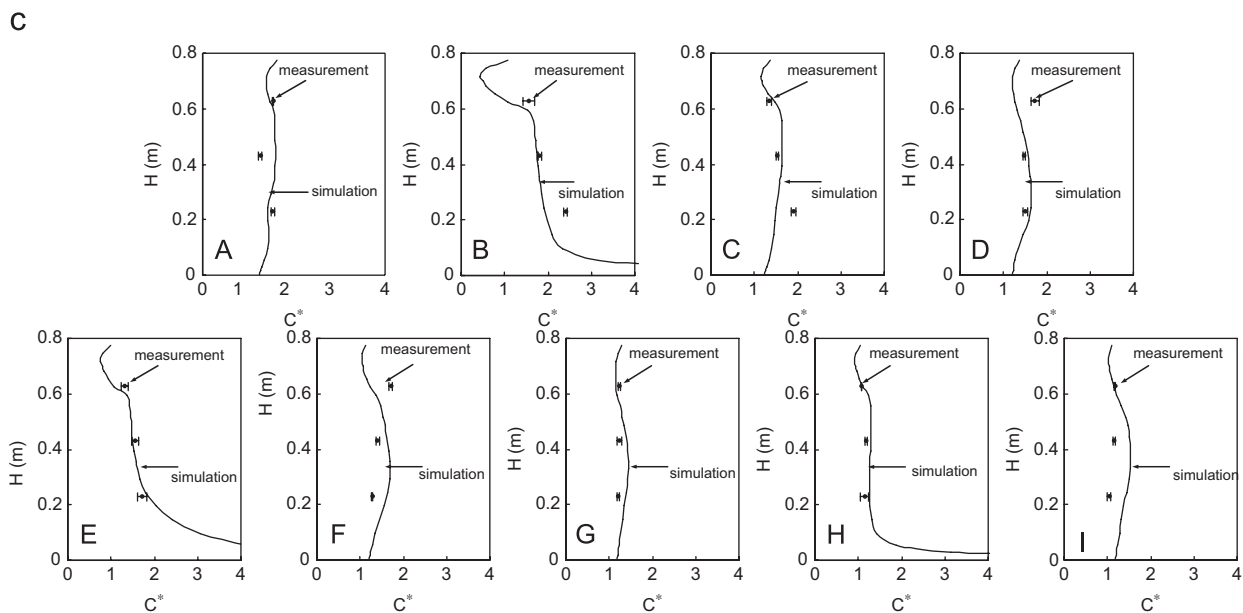 C
0.8
0.6
0.4
0.2
0
H (m)
measurement
simulation
A
0 1 2 3 4
C*
0.8
0.6
0.4
0.2
0
H (m)
measurement
simulation
B
0 1 2 3 4
C*
0.8
0.6
0.4
0.2
0
H (m)
measurement
simulation
C
0 1 2 3 4
C*
0.8
0.6
0.4
0.2
0
H (m)
measurement
simulation
D
0 1 2 3 4
C*
0.8
0.6
0.4
0.2
0
H (m)
measurement
simulation
E
0 1 2 3 4
C*
0.8
0.6
0.4
0.2
0
H (m)
measurement
simulation
F
0 1 2 3 4
C*
0.8
0.6
0.4
0.2
0
H (m)
measurement
simulation
G
0 1 2 3 4
C*
0.8
0.6
0.4
0.2
0
H (m)
measurement
simulation
H
0 1 2 3 4
C*
0.8
0.6
0.4
0.2
0
H (m)
measurement
simulation
I
0 1 2 3 4
C*